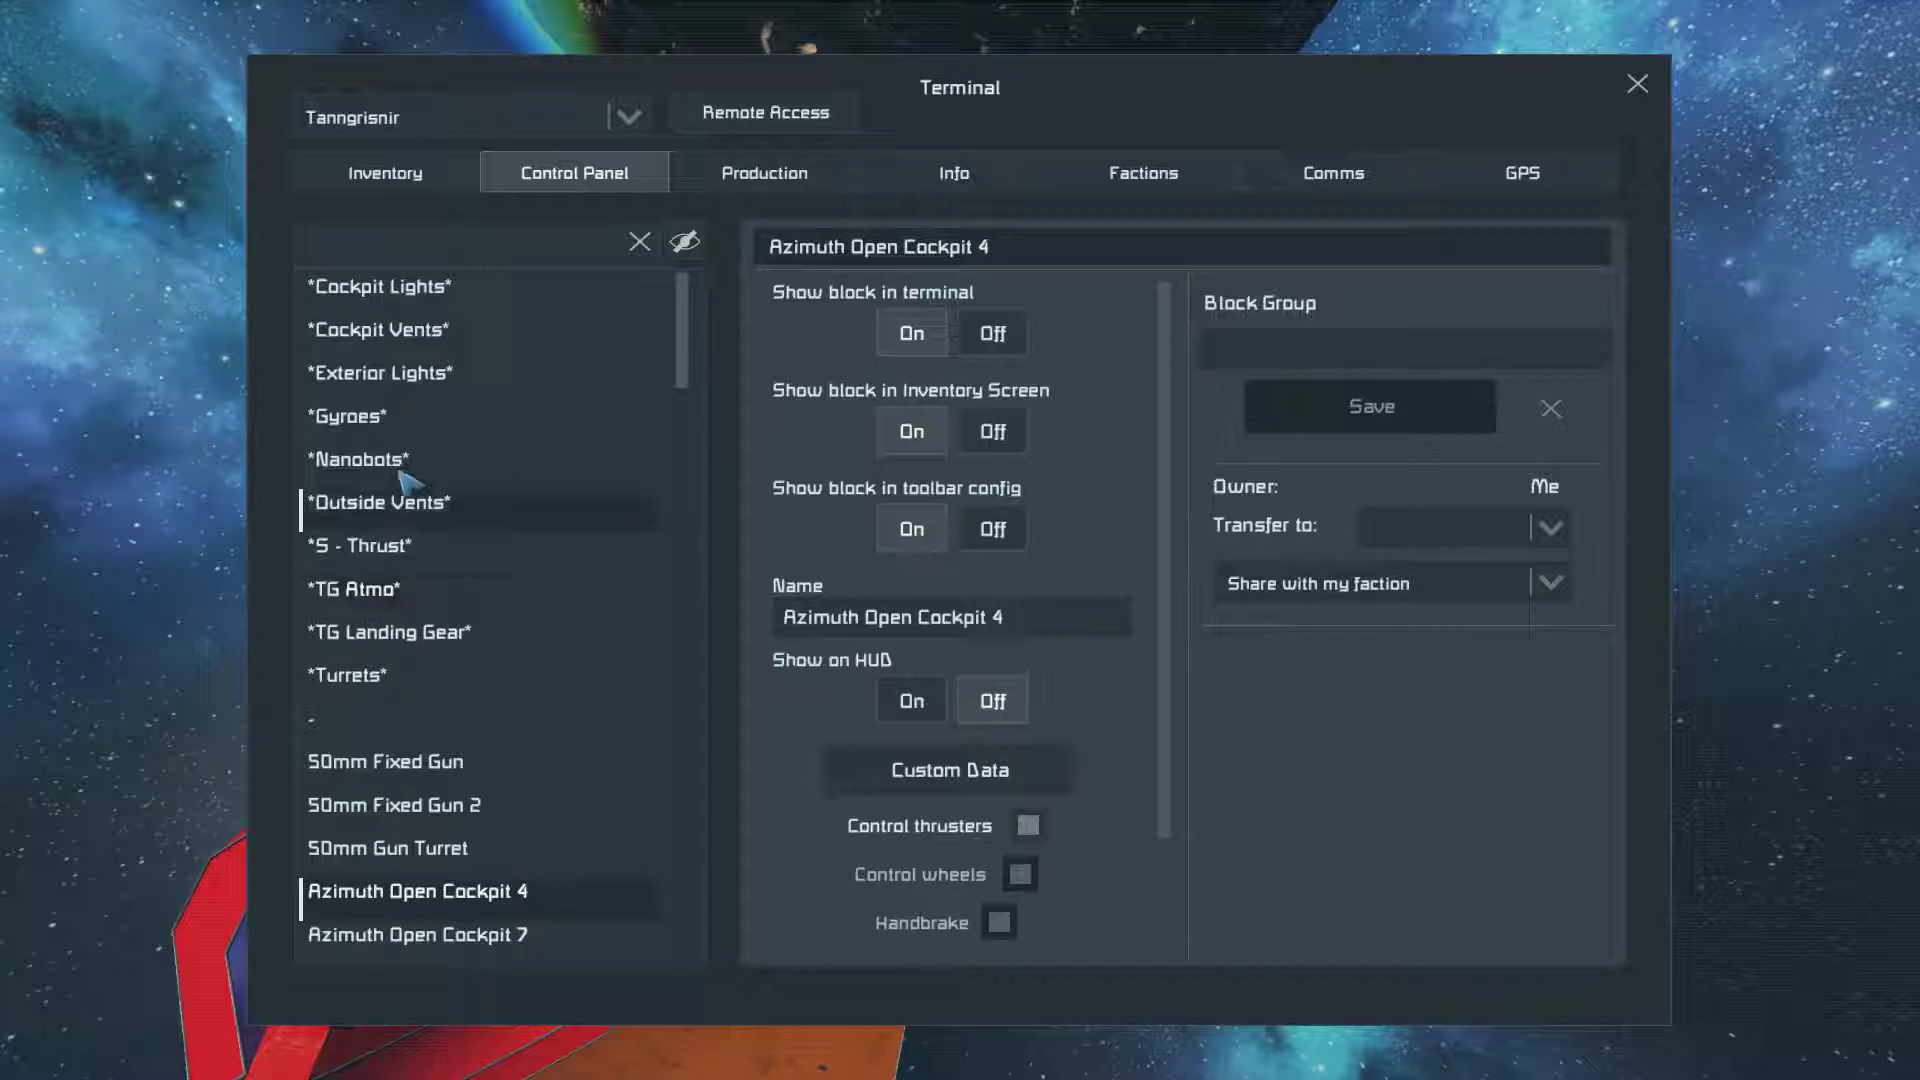 Terminal
Tanngrisnir
Remote Access
Inventory
Control Panel
Production
Info
Factions
Comms
GPS
*Cockpit Lights*
*Cockpit Vents*
*Exterior Lights*
*Gyroes*
*Nanobots*
*Outside Vents*
*S - Thrust*
*TG Atmo*
*TG Landing Gear*
*Turrets*
-
50mm Fixed Gun
50mm Fixed Gun 2
50mm Gun Turret
Azimuth Open Cockpit 4
Azimuth Open Cockpit 7
Azimuth Open Cockpit 4
Show block in terminal
On Off
Show block in Inventory Screen
On Off
Show block in toolbar config
On Off
Name
Azimuth Open Cockpit 4
Show on HUD
On Off
Custom Data
Control thrusters
Control wheels
Handbrake
Block Group
Save
Owner: Me
Transfer to:
Share with my faction